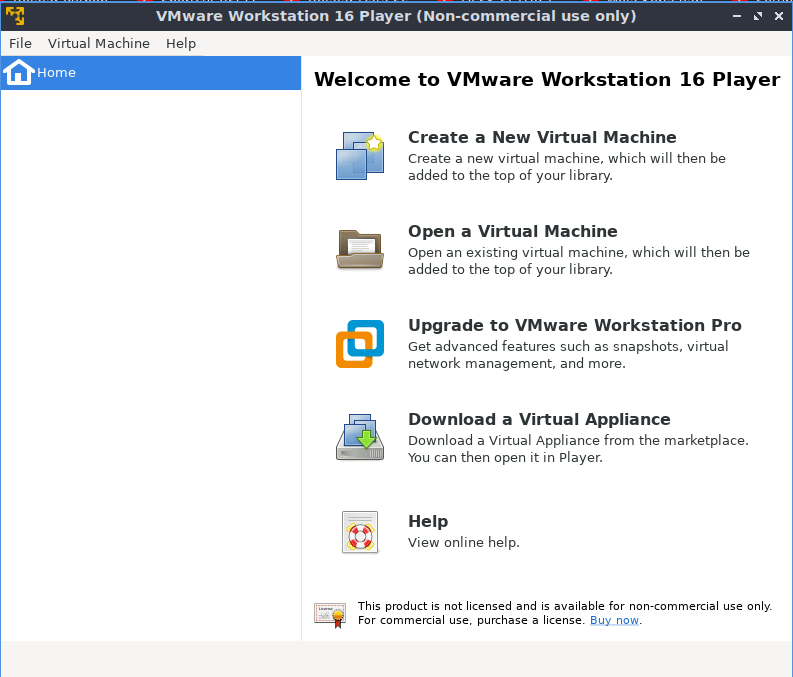 VMware Workstation 16 Player (Non-commercial use only)
File Virtual Machine Help
Home
Welcome to VMware Workstation 16 Player
Create a New Virtual Machine
Create a new virtual machine, which will then be
added to the top of your library.
Open a Virtual Machine
Open an existing virtual machine, which will then be
added to the top of your library.
Upgrade to VMware Workstation Pro
Get advanced features such as snapshots, virtual
network management, and more.
Download a Virtual Appliance
Download a Virtual Appliance from the marketplace.
You can then open it in Player.
Help
View online help.
This product is not licensed and is available for non-commercial use only.
For commercial use, purchase a license. Buy now.